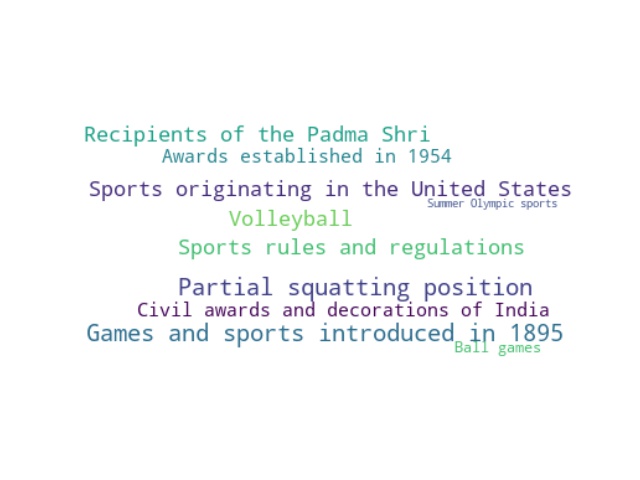 Recipients of the Padma Shri
Awards established in 1954
Sports originating in the United States
Summer Olympic sports
Volleyball
Sports rules and regulations
Partial squatting position
Civil awards and decorations of India
Games and sports introduced in 1895
Ball games